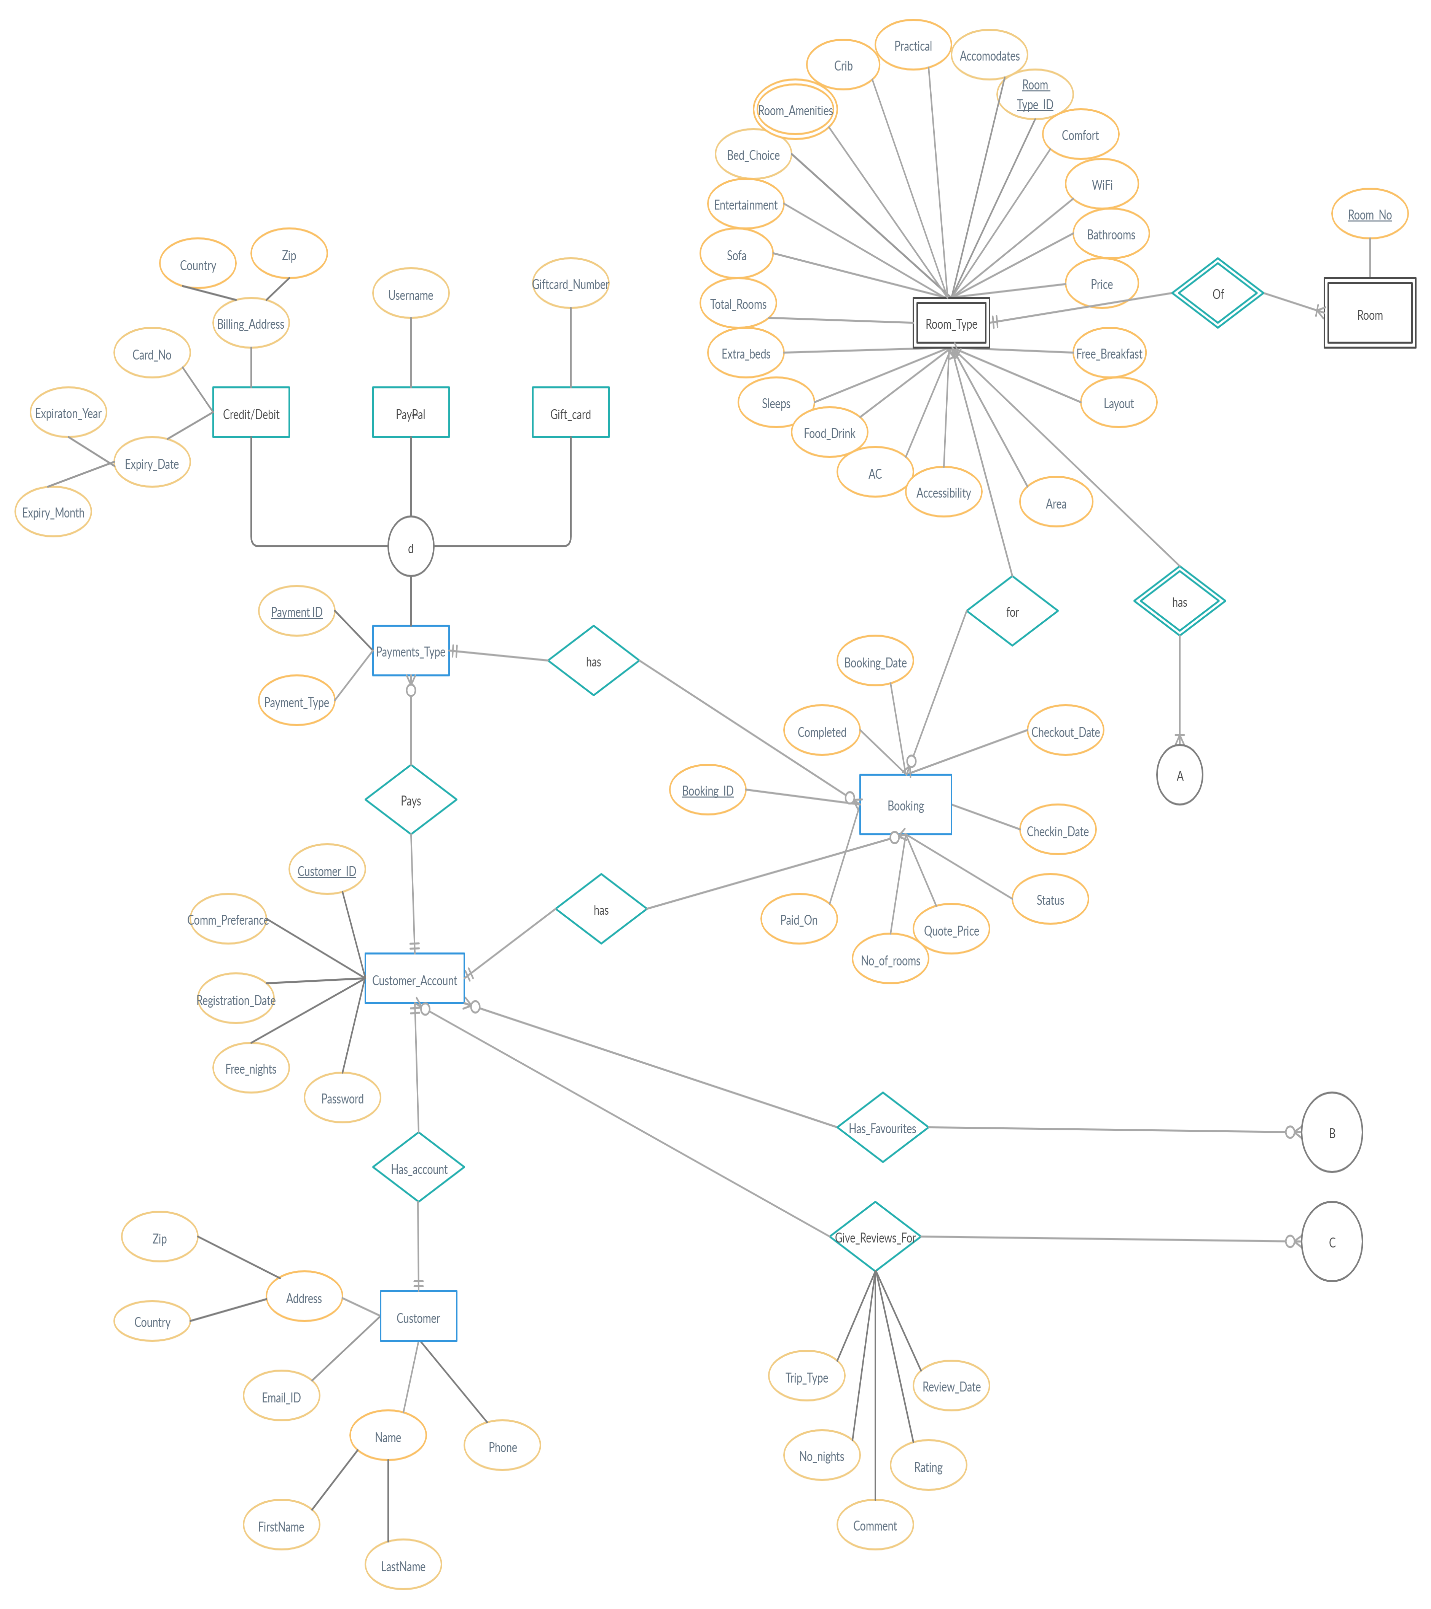 Practical
Accomodates
Crib
Room
Type_ID
Room_Amenities
Comfort
Bed_Choice
WiFi
Entertainment
Room_No
Bathrooms
Zip
Sofa
Country
Giftcard_Number
Price
Of
Username
Total_Rooms
Room
Billing_Address
Room_Type
Card_No
Extra_beds
Free_Breakfast
Sleeps
Layout
Expiraton_Year
Credit/Debit
PayPal
Gift_card
Food_Drink
Expiry_Date
AC
Accessibility
Area
Expiry_Month
d
has
Payment ID
for
Payments_Type
has
Booking_Date
Payment_Type
Completed
Checkout_Date
A
Booking_ID
Pays
Booking
Checkin_Date
Customer_ID
Status
Comm_Preferance
has
Paid_On
Quote_Price
No_of_rooms
Customer_Account
Registration_Date
Free_nights
Password
Has_Favourites
B
Has_account
Zip
Give_Reviews_For
C
Address
Country
Customer
Trip_Type
Review_Date
Email_ID
Name
Phone
No_nights
Rating
FirstName
Comment
LastName